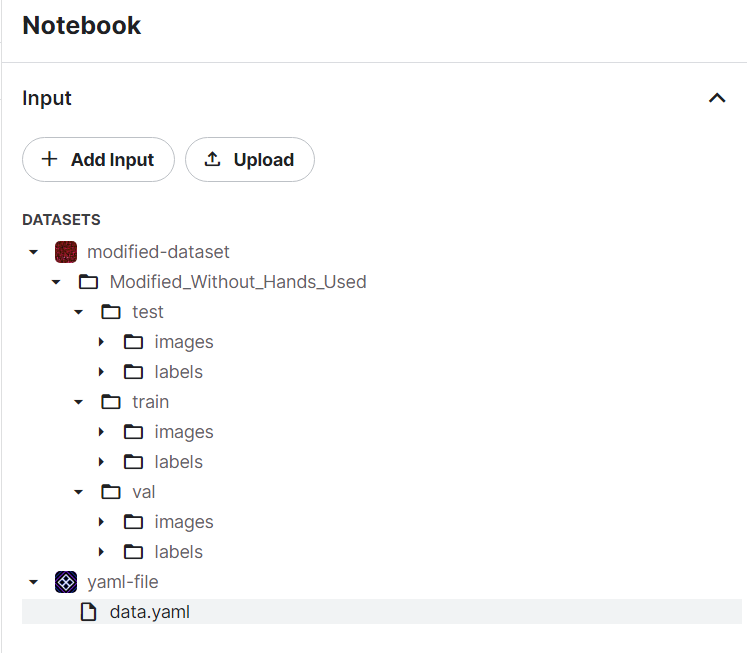 Notebook
Input
Add Input Upload
DATASETS
modified-dataset
Modified_Without_Hands_Used
test
images
labels
train
images
labels
val
images
labels
yaml-file
data.yaml